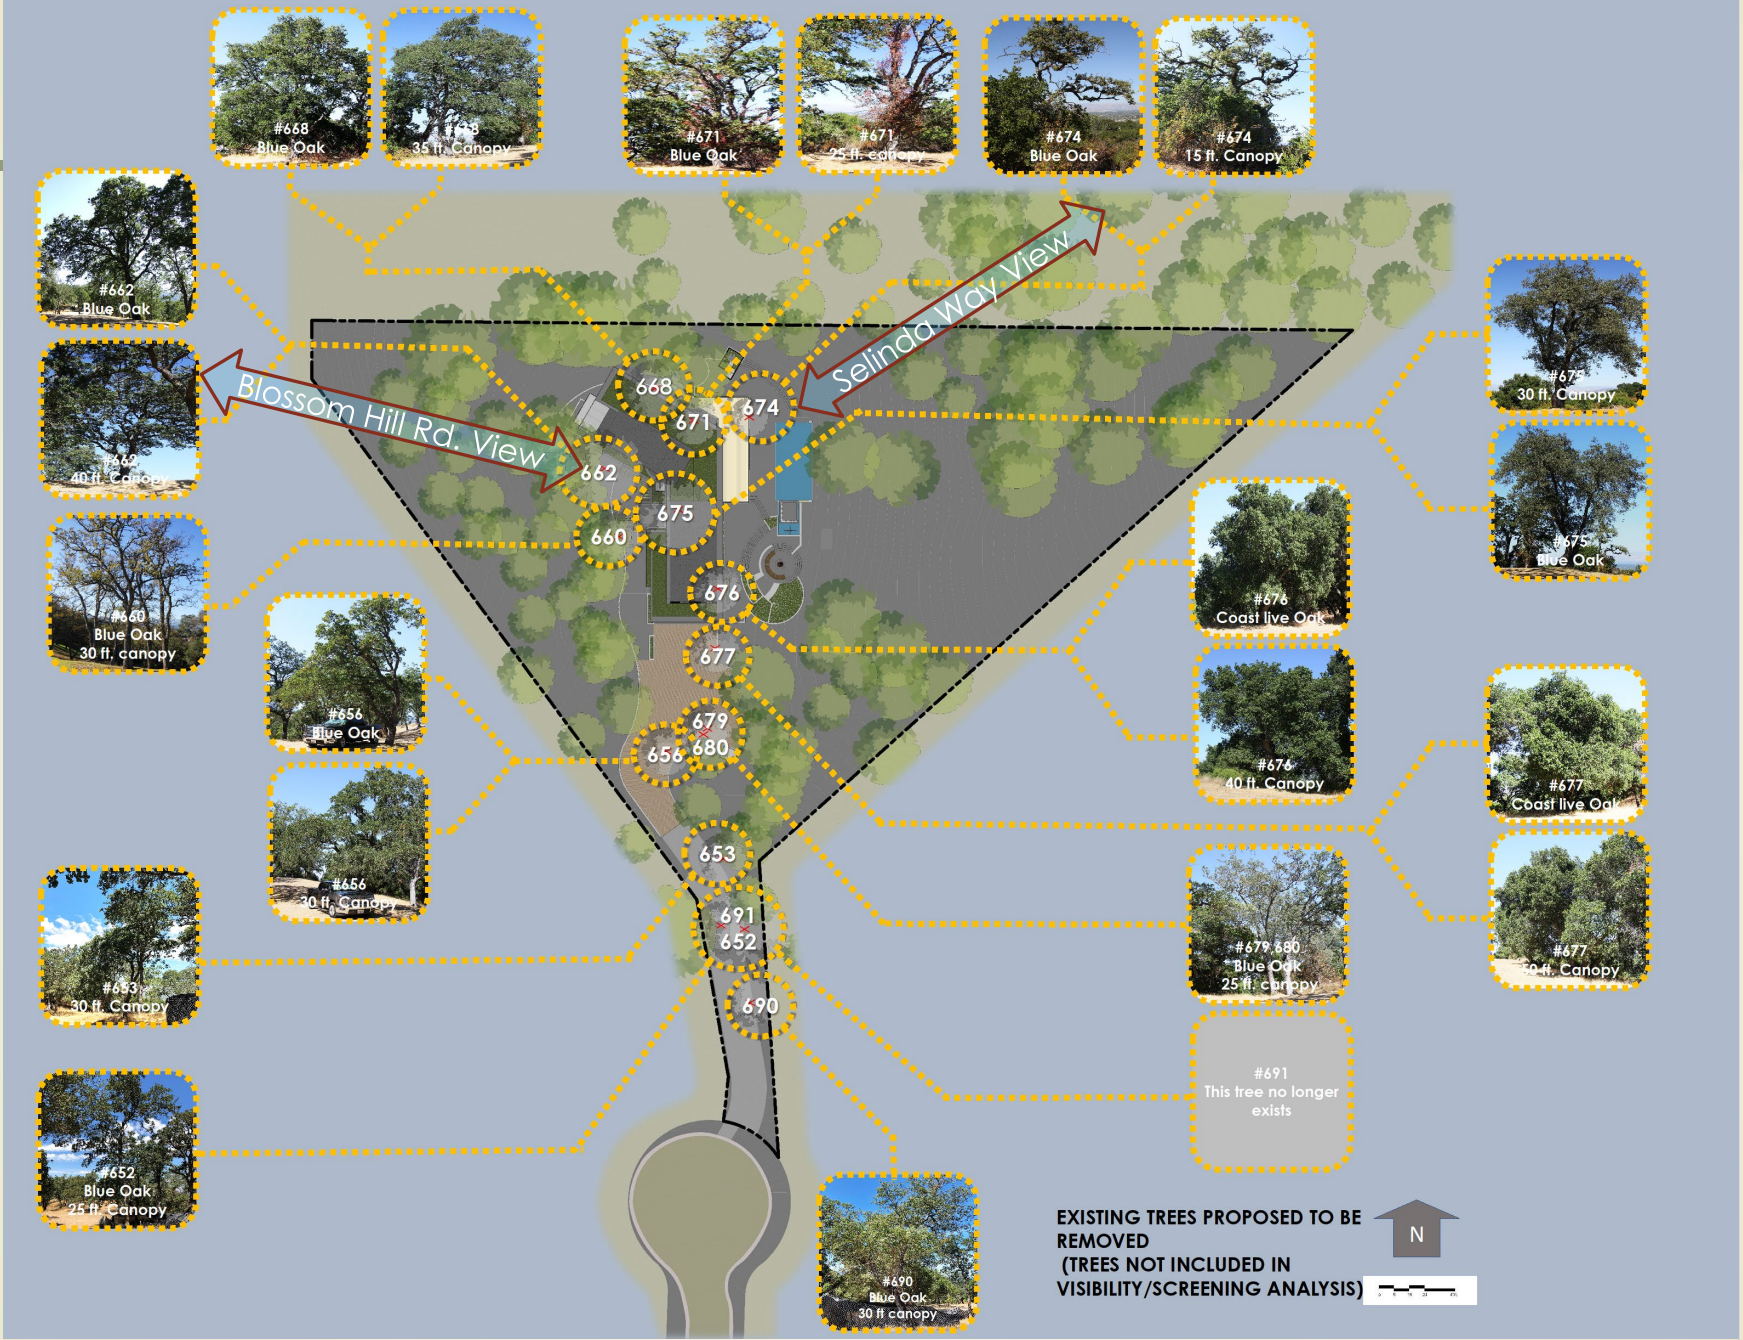 #668
Blue Oak
35 ft. Canopy
#671
Blue Oak
#671
25 ft. canopy
#674
Blue Oak
#674
15 ft. Canopy
#662
Blue Oak
#662
40 ft. Canopy
#660
Blue Oak
30 ft. canopy
#656
Blue Oak
#656
30 ft. Canopy
#653
30 ft. Canopy
#652
Blue Oak
25 ft. Canopy
Blossom Hill Rd. View
Selinda Way View
668
671
674
662
675
660
676
677
679
680
656
653
691
652
690
#675
30 ft. Canopy
#675
Blue Oak
#676
Coast live Oak
#676
40 ft. Canopy
#677
Coast live Oak
#677
ft. Canopy
#679,680
Blue Oak
25 ft. canopy
#691
This tree no longer
exists
#690
Blue Oak
30 ft canopy
EXISTING TREES PROPOSED TO BE
REMOVED
(TREES NOT INCLUDED IN
VISIBILITY/SCREENING ANALYSIS)
N